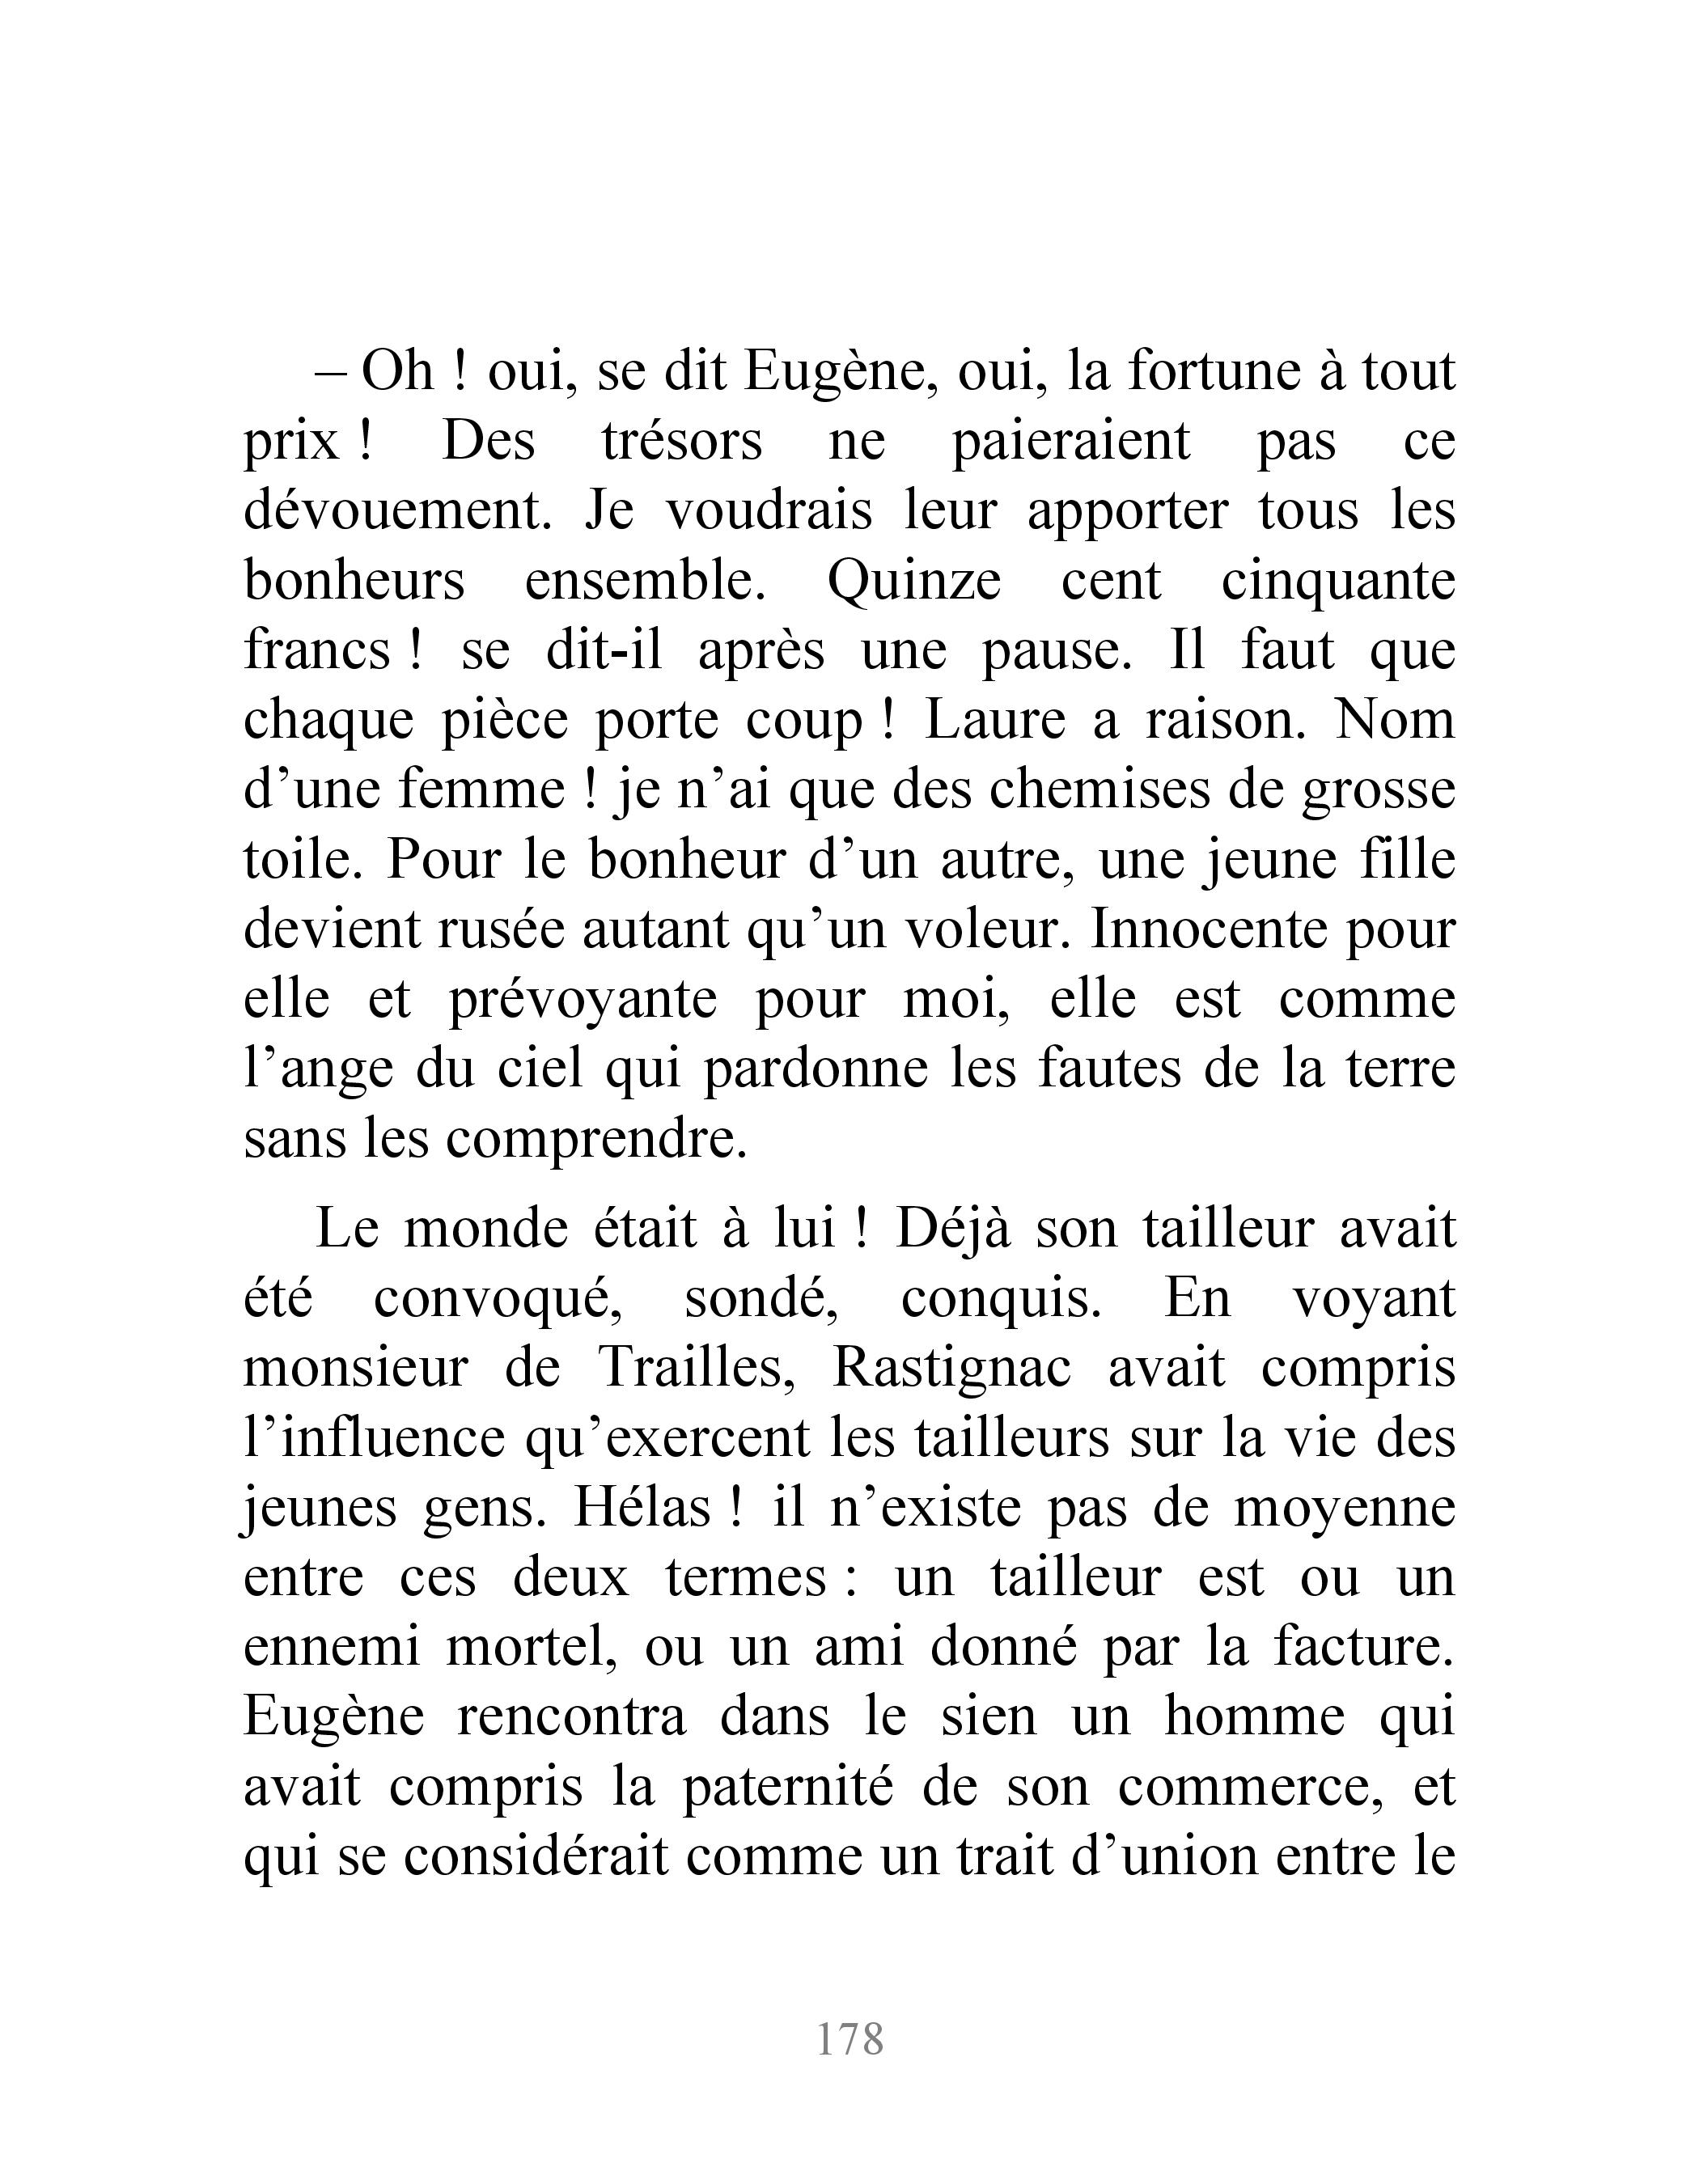 – Oh ! oui, se dit Eugène, oui, la fortune à tout
prix ! Des trésors ne paieraient pas ce
dévouement. Je voudrais leur apporter tous les
bonheurs ensemble. Quinze cent cinquante
francs ! se dit-il après une pause. Il faut que
chaque pièce porte coup ! Laure a raison. Nom
d’une femme ! je n’ai que des chemises de grosse
toile. Pour le bonheur d’un autre, une jeune fille
devient rusée autant qu’un voleur. Innocente pour
elle et prévoyante pour moi, elle est comme
l’ange du ciel qui pardonne les fautes de la terre
sans les comprendre.
Le monde était à lui ! Déjà son tailleur avait
été convoqué, sondé, conquis. En voyant
monsieur de Trailles, Rastignac avait compris
l’influence qu’exercent les tailleurs sur la vie des
jeunes gens. Hélas ! il n’existe pas de moyenne
entre ces deux termes : un tailleur est ou un
ennemi mortel, ou un ami donné par la facture.
Eugène rencontra dans le sien un homme qui
avait compris la paternité de son commerce, et
qui se considérait comme un trait d’union entre le
178